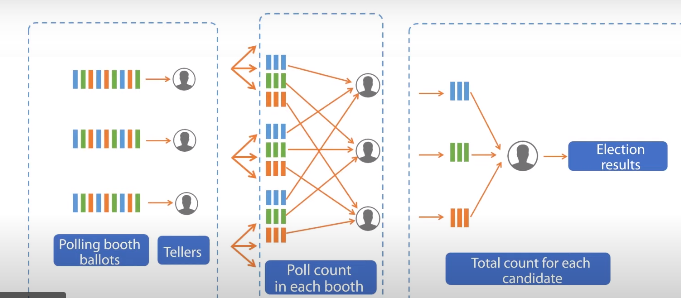 Polling booth
ballots
Tellers
Poll count
in each booth
Total count for each
candidate
Election
results